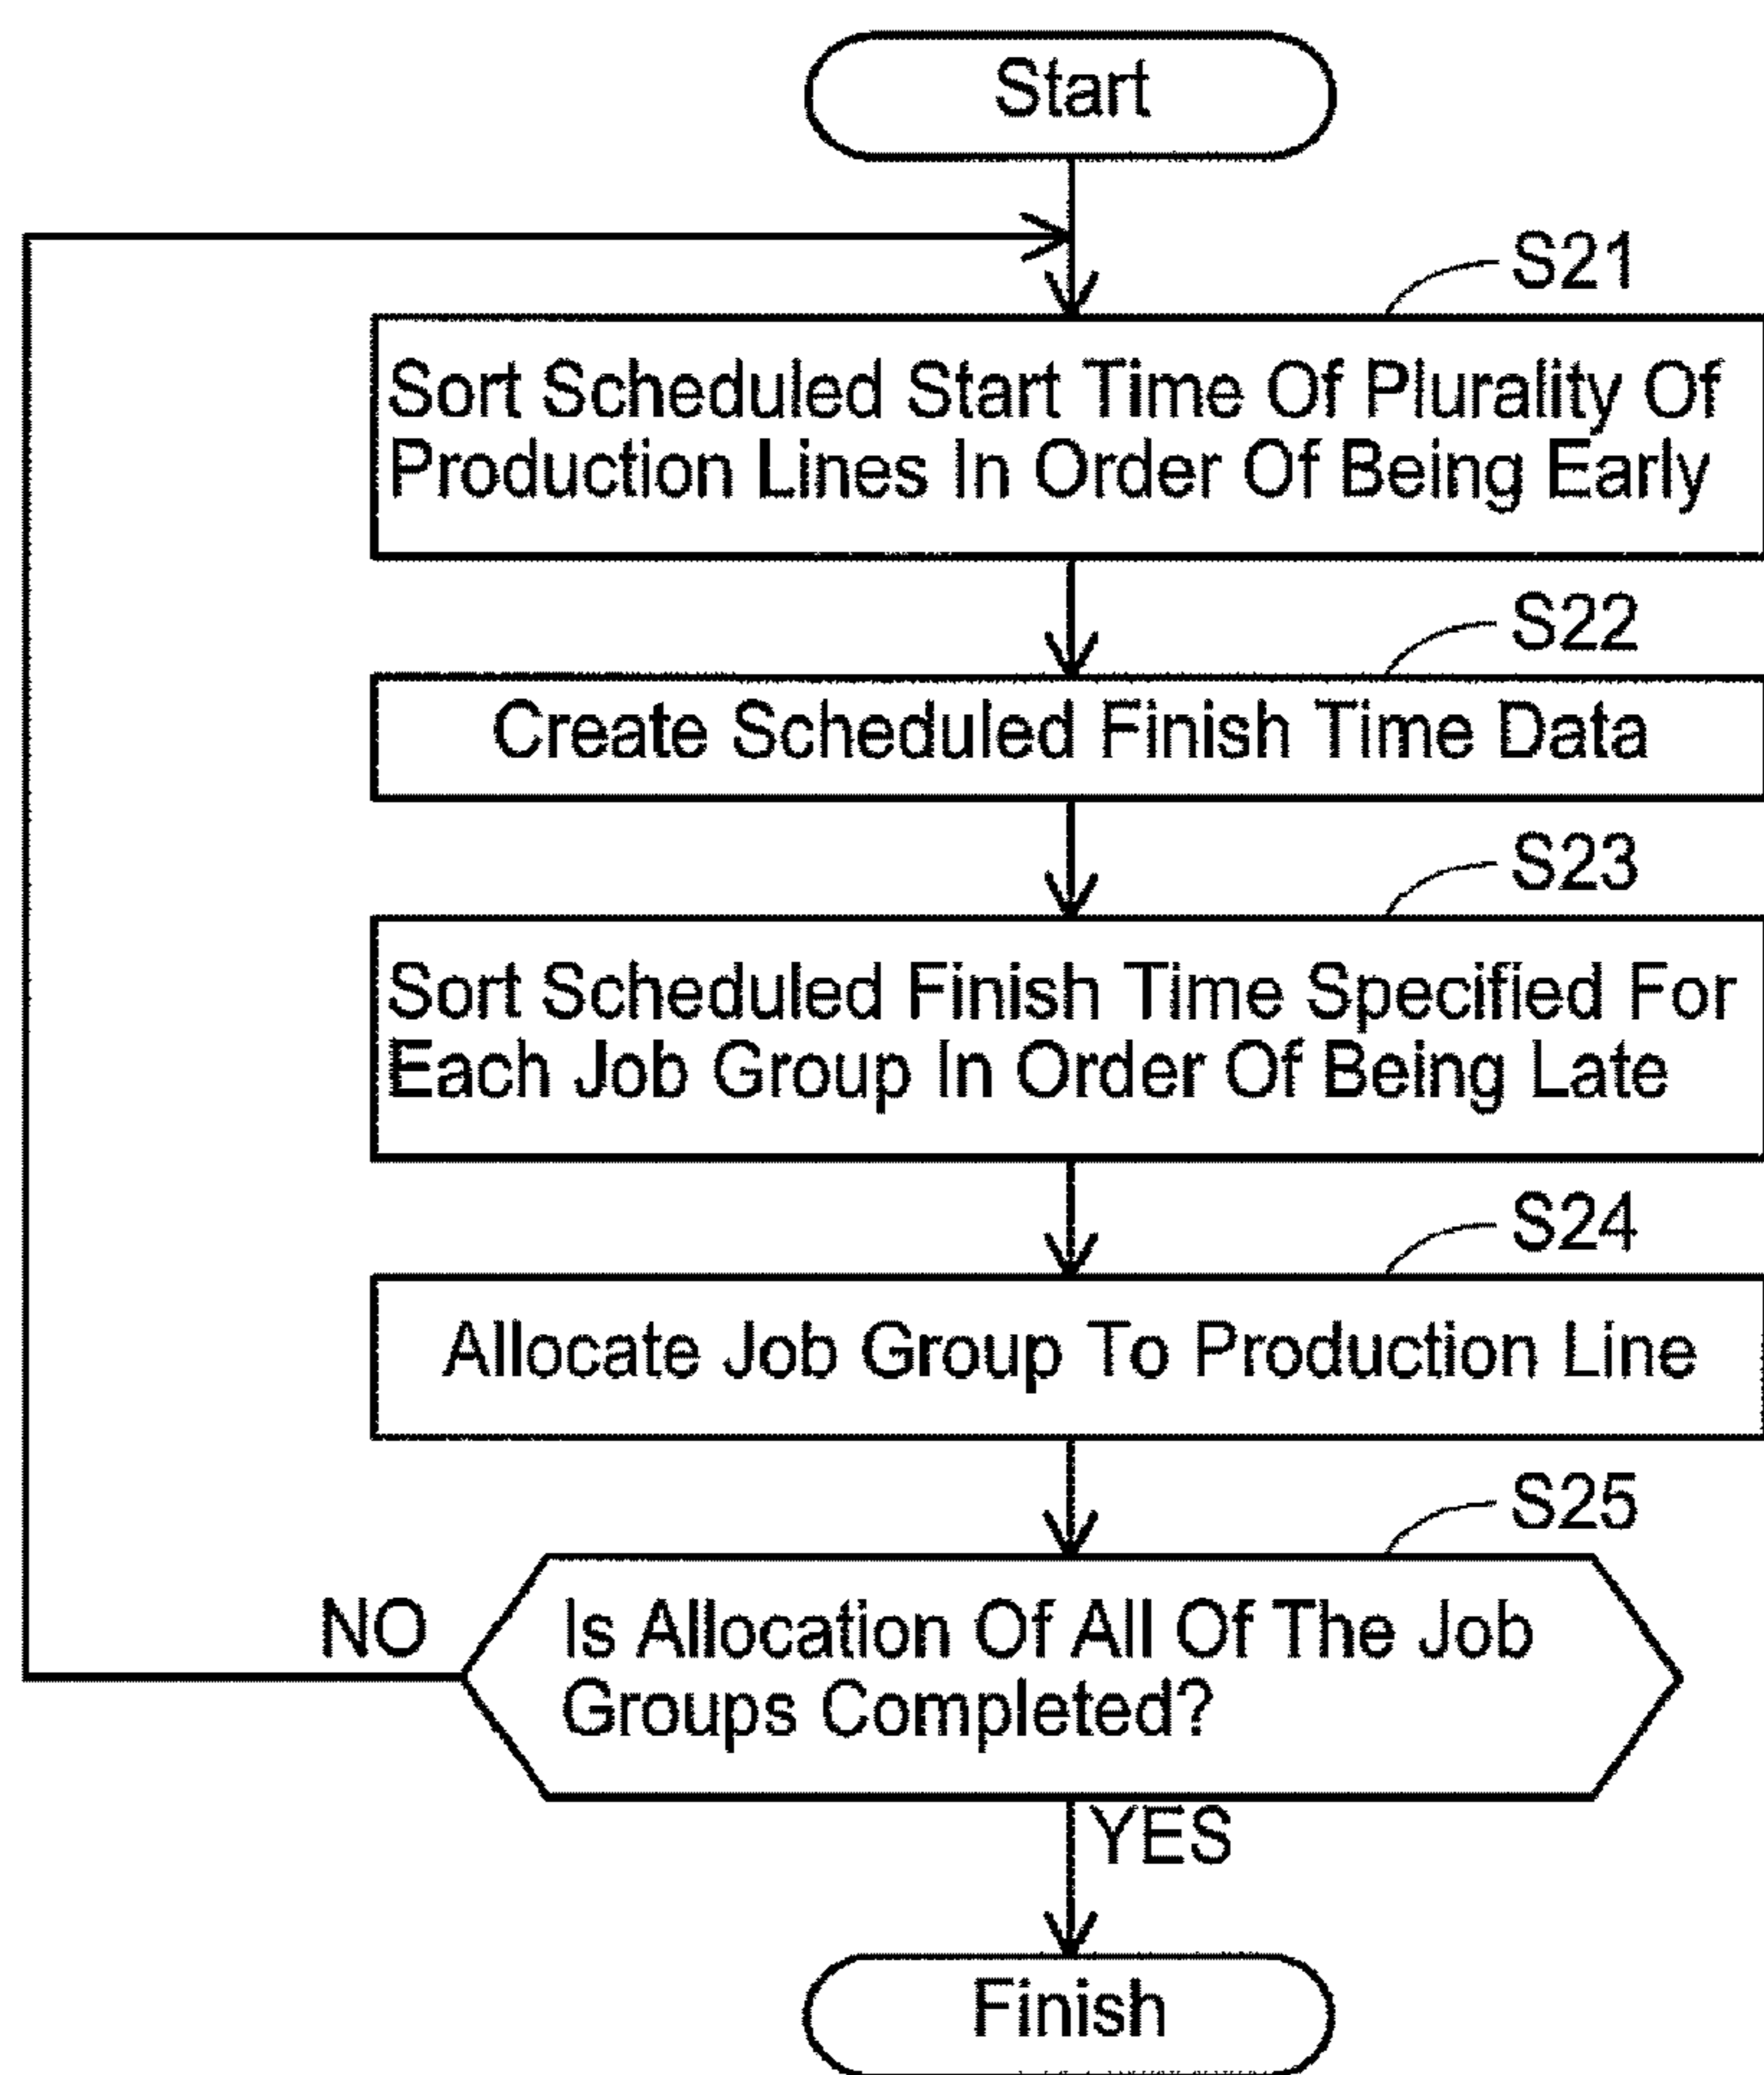 Start
S21
Sort Scheduled Start Time Of Plurality Of
Production Lines In Order Of Being Early
S22
Create Scheduled Finish Time Data
S23
Sort Scheduled Finish Time Specified For
Each Job Group In Order Of Being Late
S24
Allocate Job Group To Production Line
S25
NO
Is Allocation Of All Of The Job
Groups Completed?
YES
Finish